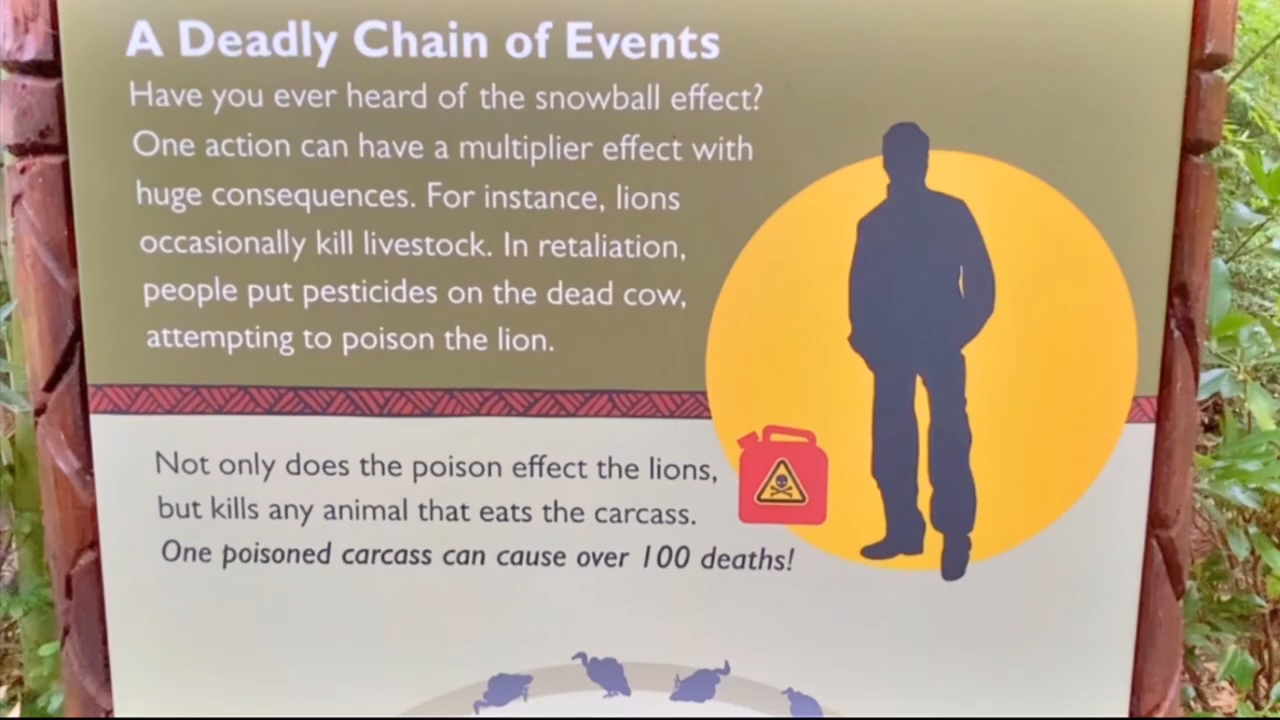 A Deadly Chain of Events
Have you ever heard of the snowball effect?
One action can have a multiplier effect with
huge consequences. For instance, lions
occasionally kill livestock. In retaliation,
people put pesticides on the dead cow,
attempting to poison the lion.
Not only does the poison effect the lions,
but kills any animal that eats the carcass.
One poisoned carcass can cause over 100 deaths!